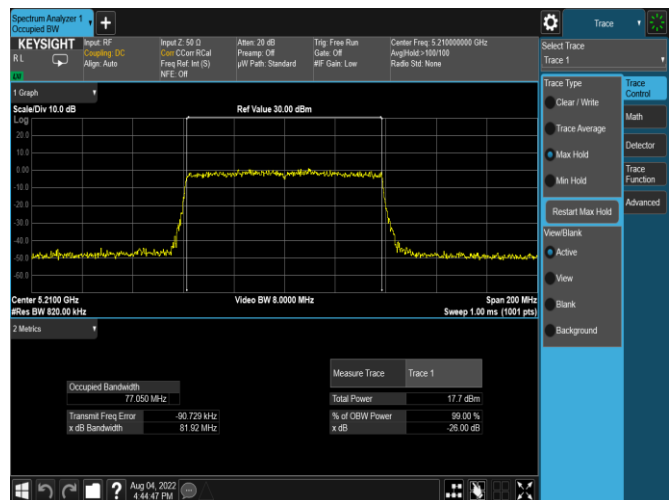 Spectrum Analyzer 1
Occupied BW
+
Trace
KEYSIGHT
RL
LW
Input: RF
Coupling: DC
Align: Auto
Input Z: 50 Ω
Corr CCorr RCal
Freq Ref: Int (S)
NFE: Off
Atten: 20 dB
Preamp: Off
µW Path: Standard
Trig: Free Run
Gate: Off
#IF Gain: Low
Center Freq: 5.210000000 GHz
Avg|Hold:>100/100
Radio Std: None
Select Trace
Trace 1
1 Graph
Scale/Div 10.0 dB
Ref Value 30.00 dBm
Log
20.0
10.0
0.00
-10.0
-20.0
-30.0
-40.0
-50.0
-60.0
Center 5.2100 GHz
#Res BW 820.00 kHz
Video BW 8.0000 MHz
Span 200 MHz
Sweep 1.00 ms (1001 pts)
Trace Type
Clear / Write
Trace Average
Max Hold
Min Hold
Restart Max Hold
View/Blank
Active
View
Blank
Background
Trace
Control
Math
Detector
Trace
Function
Advanced
2 Metrics
Measure Trace Trace 1
Occupied Bandwidth
77.050 MHz
Total Power 17.7 dBm
Transmit Freq Error -90.729 kHz
% of OBW Power 99.00 %
x dB Bandwidth 81.92 MHz
x dB -26.00 dB
?
Aug 04, 2022
4:44:47 PM